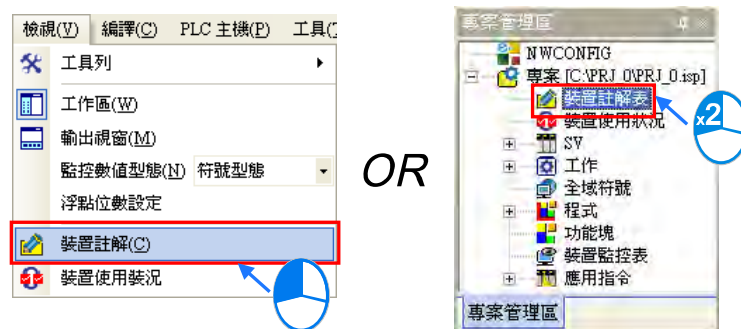 檢視(V) 編譯(C) PLC 主機(P) 工具(
工具列
工作區(W)
輸出視窗(M)
監控數值型態(N) 符號型態
浮點位數設定
裝置註解(C)
裝置使用裝況
OR
專案管理區
NWCONFIG
專案 [C:\PRJ_0\PRJ_0.isp]
裝置註解表
x2
裝置使用狀況
SV
工作
全域符號
程式
功能塊
裝置監控表
應用指令
專案管理區